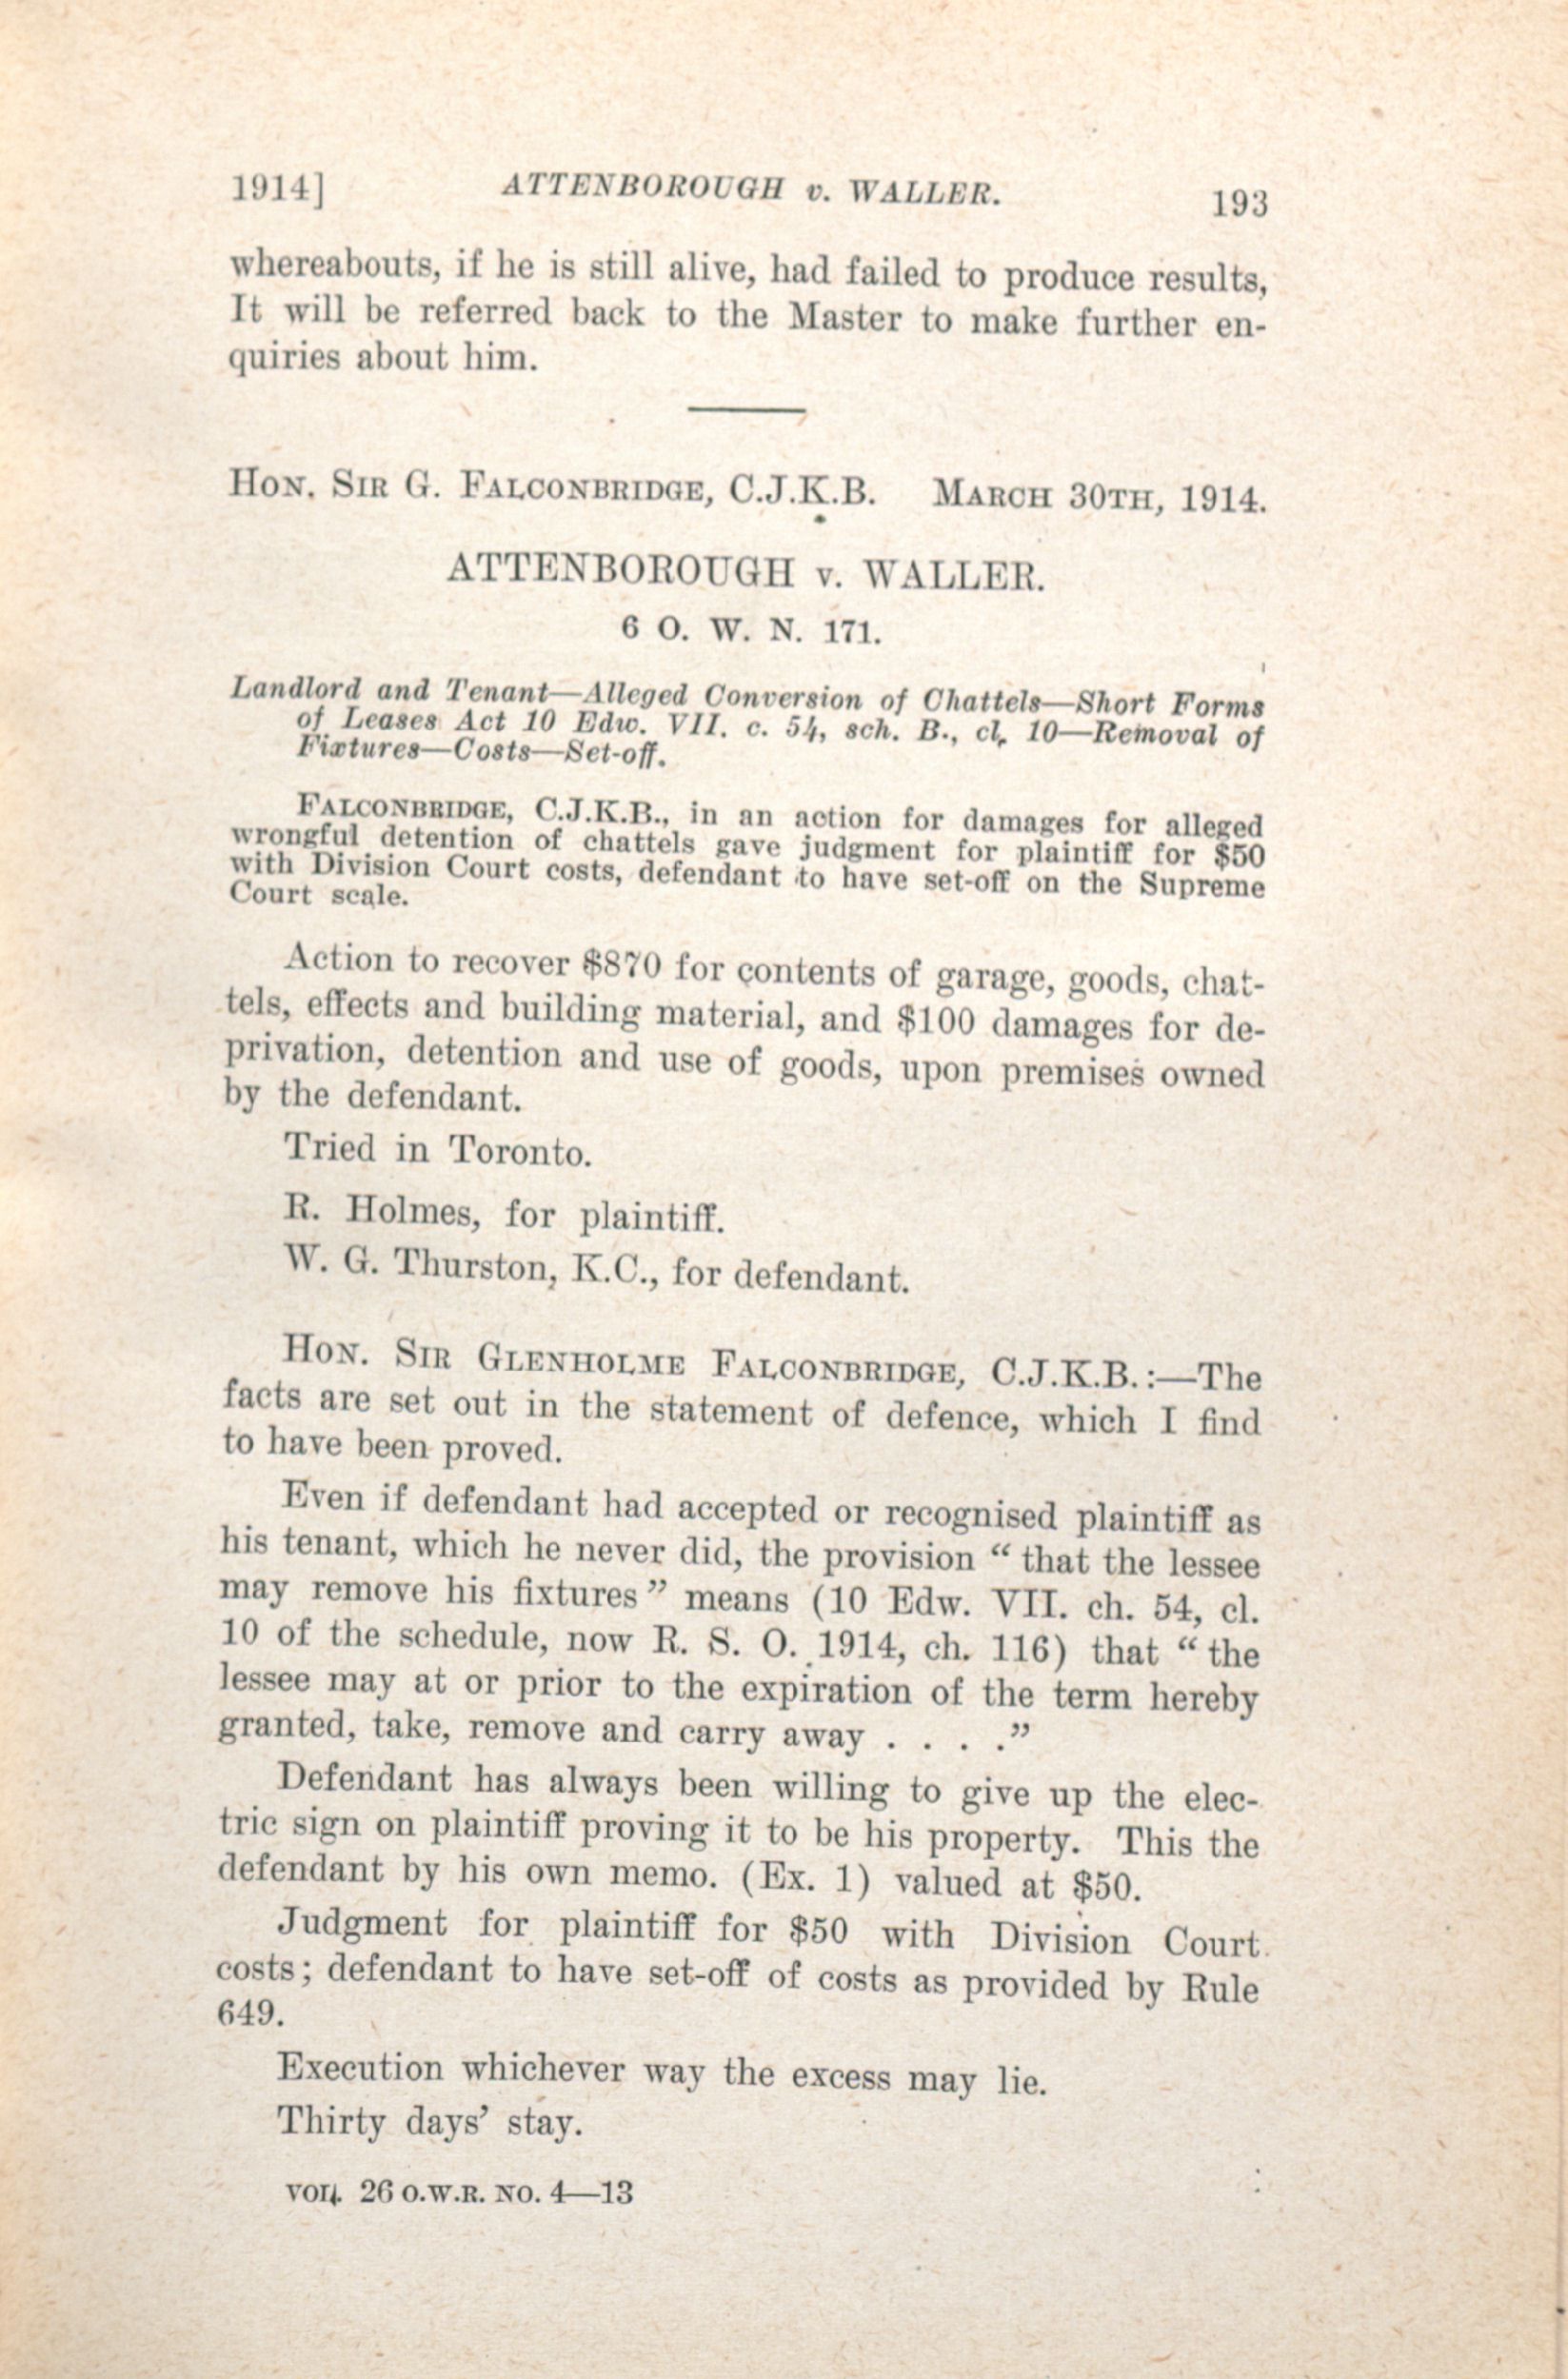 1914] ATTENBOROUGH v. WALLER. 193
whereabouts, if he is still alive, had failed to produce results,
It will be referred back to the Master to make further en-
quiries about him.
HON. SIR G. FALCONBRIDGE, C.J.K.B. MARCH 30TH, 1914.
ATTENBOROUGH v. WALLER.
6 O. W. N. 171.
Landlord and Tenant—Alleged Conversion of Chattels—Short Forms
of Leases Act 10 Edw. VII. c. 54, sch. B., cl. 10—Removal of
Fixtures—Costs—Set-off.
FALCONBRIDGE, C.J.K.B., in an action for damages for alleged
wrongful detention of chattels gave judgment for plaintiff for $50
with Division Court costs, defendant to have set-off on the Supreme
Court scale.
Action to recover $870 for contents of garage, goods, chat-
tels, effects and building material, and $100 damages for de-
privation, detention and use of goods, upon premises owned
by the defendant.
Tried in Toronto.
R. Holmes, for plaintiff.
W. G. Thurston, K.C., for defendant.
HON. SIR GLENHOLME FALCONBRIDGE, C.J.K.B.:—The
facts are set out in the statement of defence, which I find
to have been proved.
Even if defendant had accepted or recognised plaintiff as
his tenant, which he never did, the provision “ that the lessee
may remove his fixtures ” means (10 Edw. VII. ch. 54, cl.
10 of the schedule, now R. S. O. 1914, ch. 116) that “ the
lessee may at or prior to the expiration of the term hereby
granted, take, remove and carry away . . . .”
Defendant has always been willing to give up the elec-
tric sign on plaintiff proving it to be his property. This the
defendant by his own memo. (Ex. 1) valued at $50.
Judgment for plaintiff for $50 with Division Court
costs; defendant to have set-off of costs as provided by Rule
649.
Execution whichever way the excess may lie.
Thirty days’ stay.
VOL. 26 O.W.R. NO. 4—13